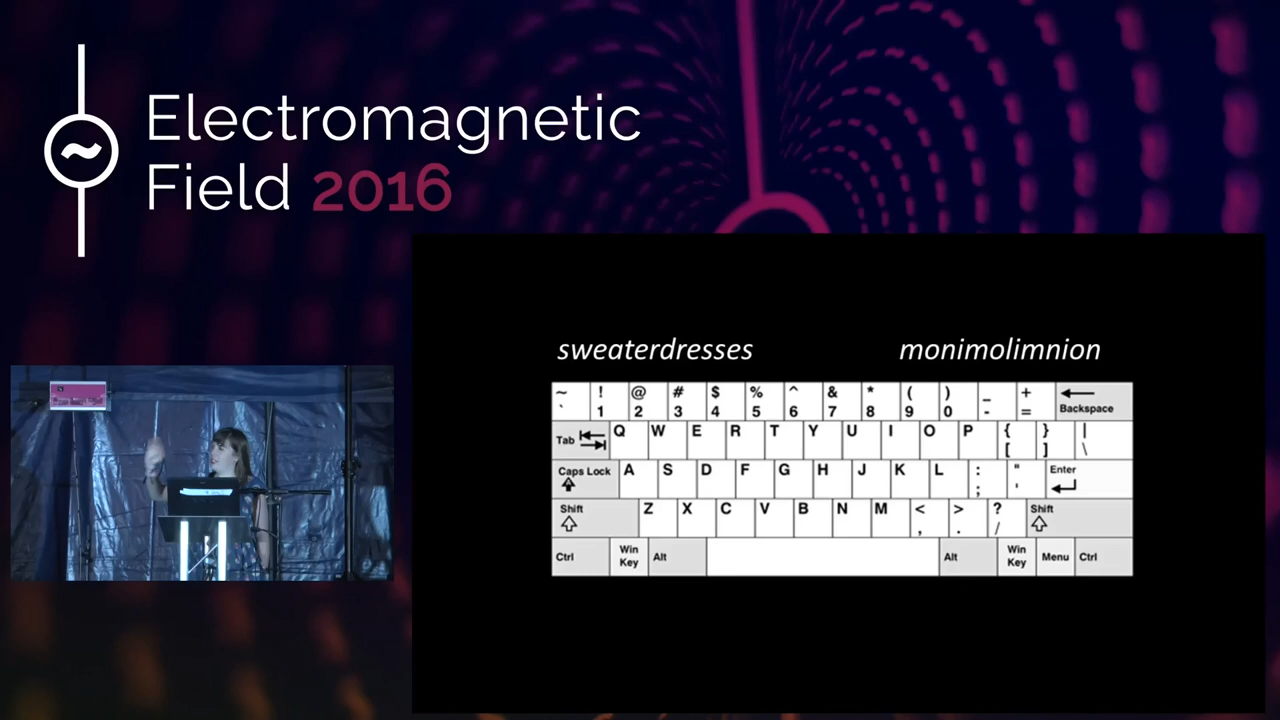 Electromagnetic
Field 2016
sweaterdresses monimolimnion
~ ! @ # $ % ^ & * ( ) _ + Backspace
` 1 2 3 4 5 6 7 8 9 0 - =
Tab Q W E R T Y U I O P { } |
[ ] \
Caps Lock A S D F G H J K L : " Enter
; '
Shift Z X C V B N M < > ? Shift
, . /
Ctrl Win Key Alt Alt Win Key Menu Ctrl